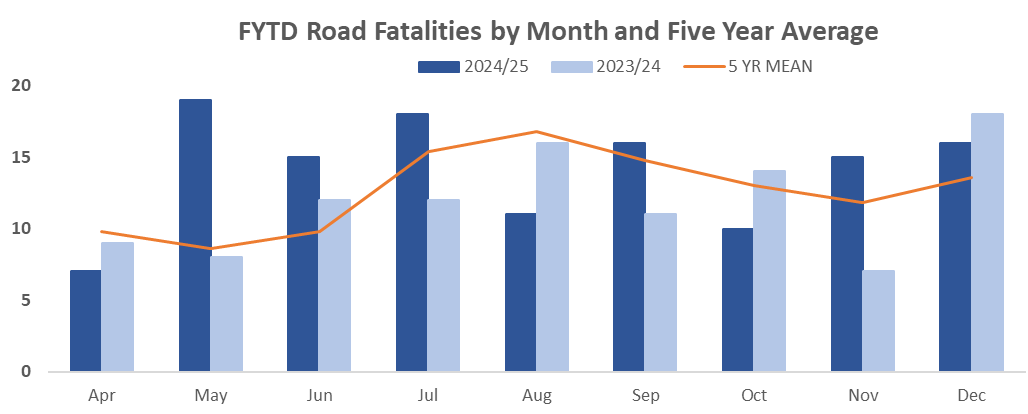 FYTD Road Fatalities by Month and Five Year Average
2024/25 2023/24 5 YR MEAN
20
15
10
5
0
Apr May Jun Jul Aug Sep Oct Nov Dec